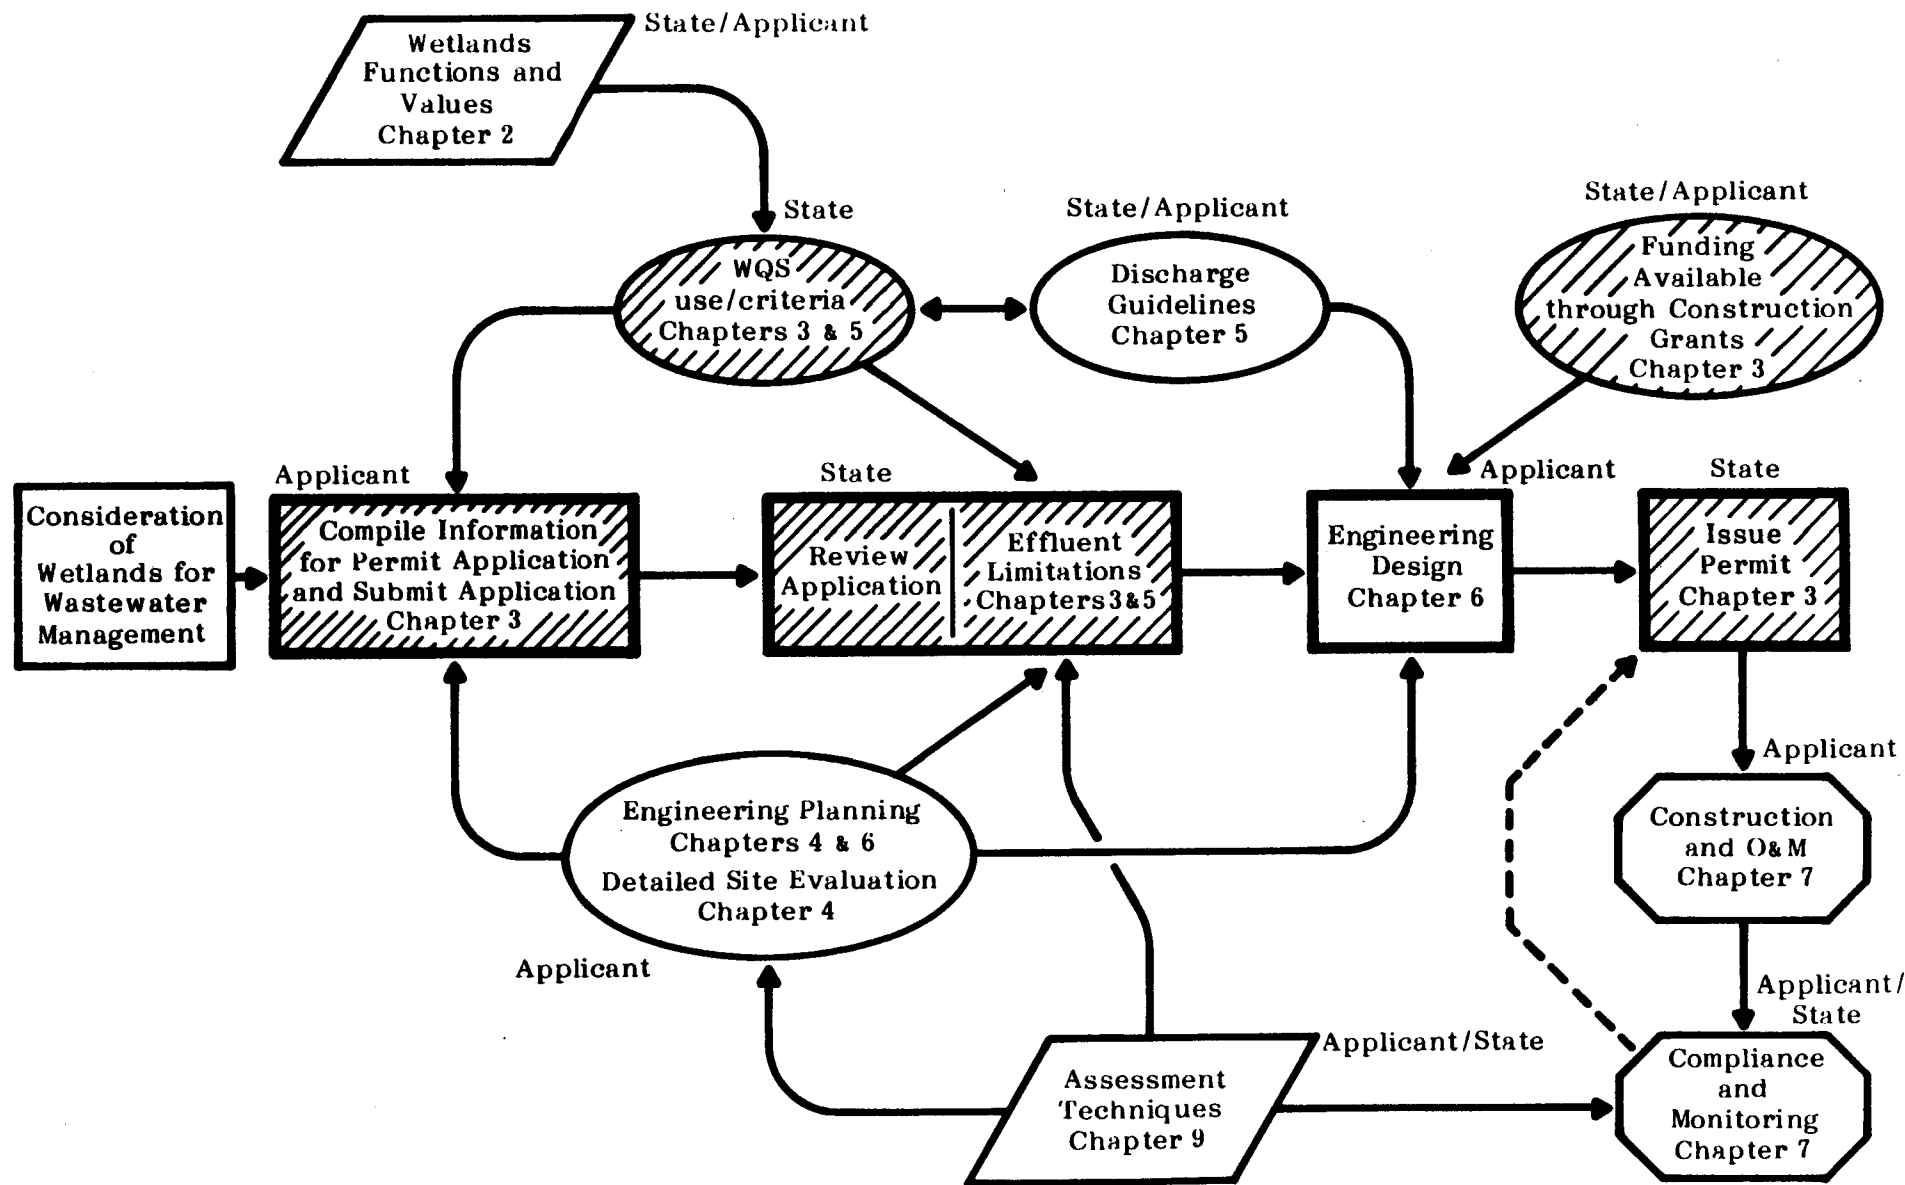 State/Applicant
Wetlands
Functions and
Values
Chapter 2
State
WQS
use/criteria
Chapters 3 & 5
State/Applicant
Discharge
Guidelines
Chapter 5
State/Applicant
Funding
Available
through Construction
Grants
Chapter 3
Consideration
of
Wetlands for
Wastewater
Management
Applicant
Compile Information
for Permit Application
and Submit Application
Chapter 3
State
Review
Application
Effluent
Limitations
Chapters 3&5
Applicant
Engineering
Design
Chapter 6
State
Issue
Permit
Chapter 3
Engineering Planning
Chapters 4 & 6
Detailed Site Evaluation
Chapter 4
Applicant
Applicant
Construction
and O&M
Chapter 7
Applicant/State
Assessment
Techniques
Chapter 9
Applicant/
State
Compliance
and
Monitoring
Chapter 7